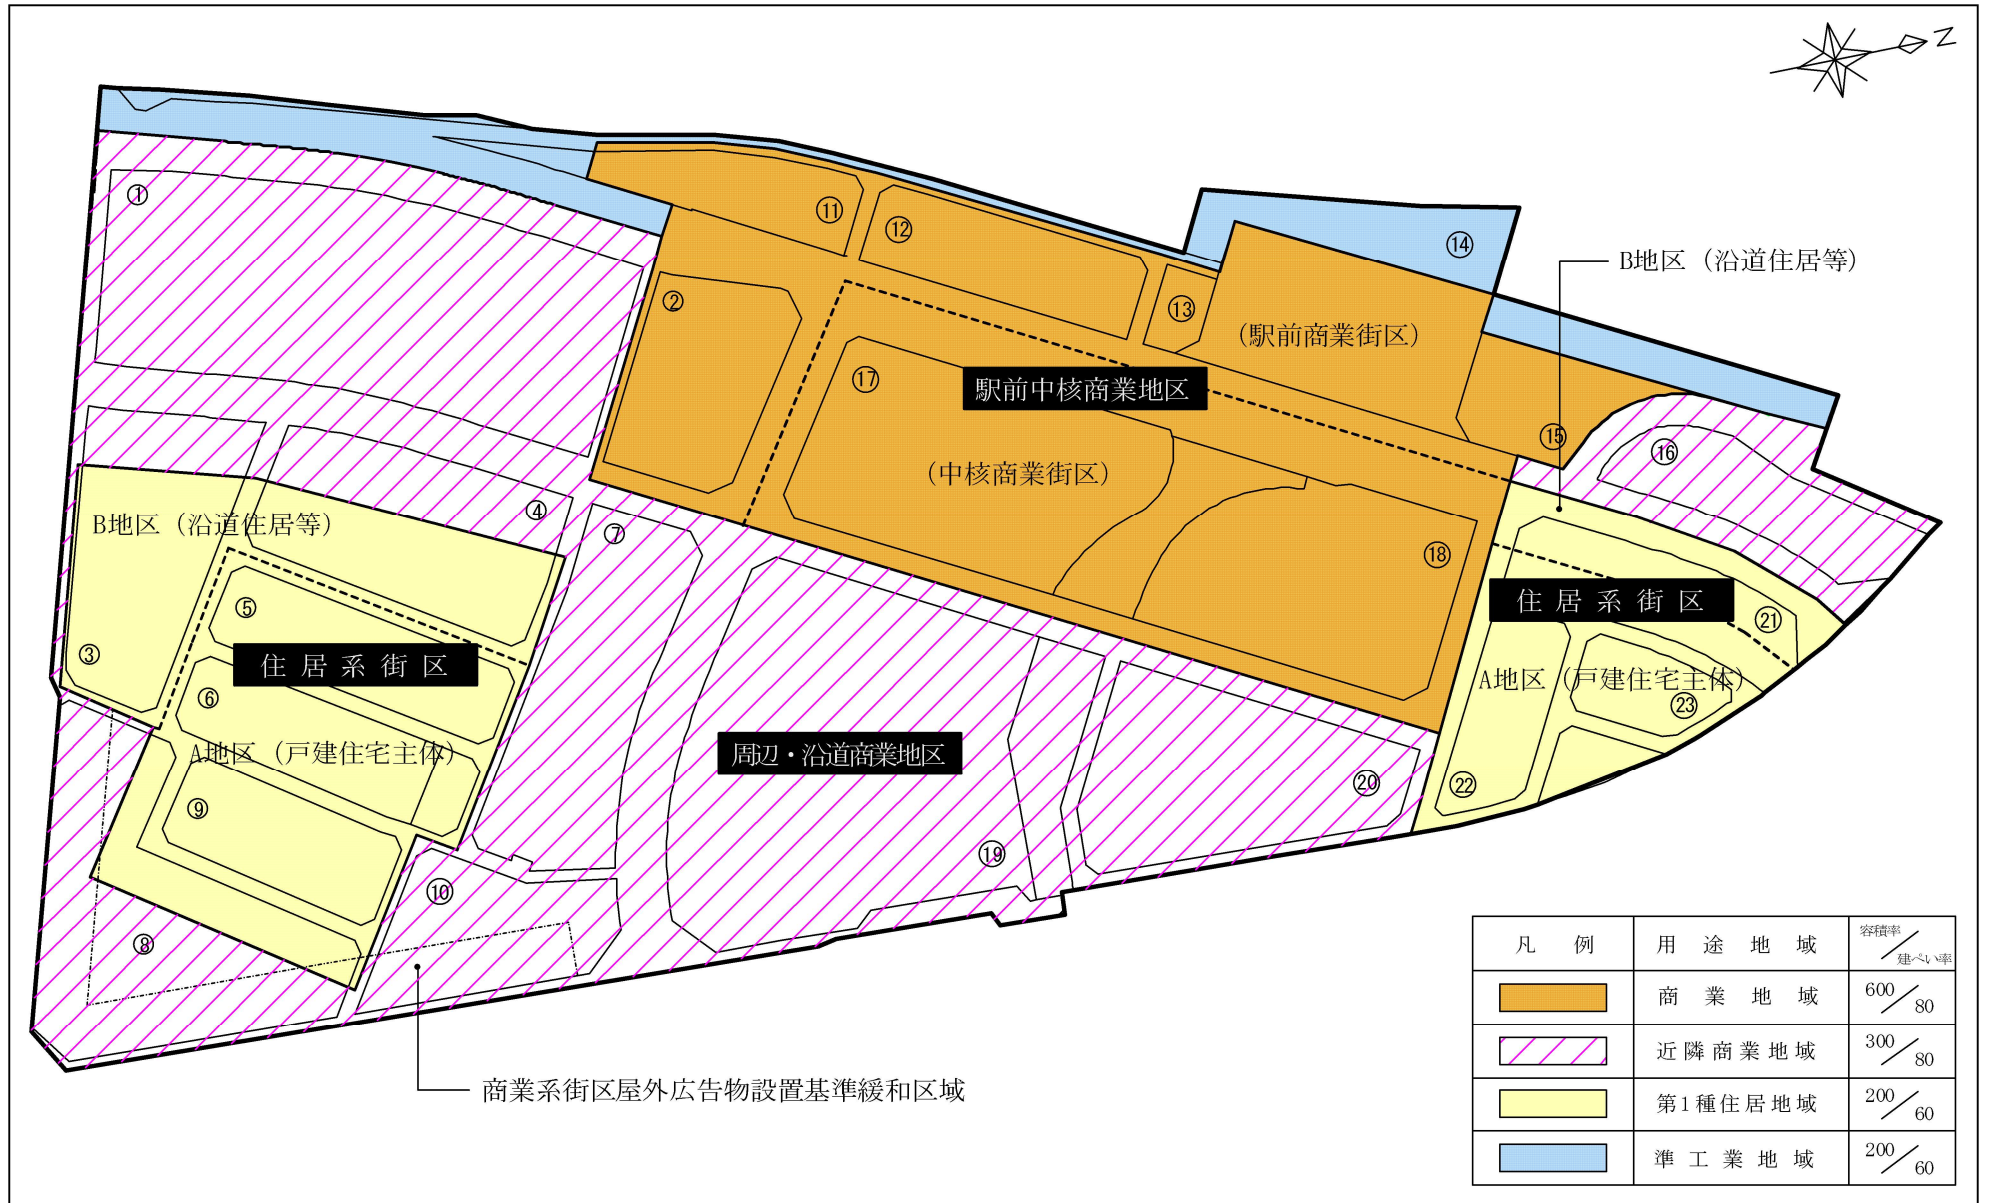 Z
①
⑪
⑫
⑭
B地区（沿道住居等）
②
⑬
（駅前商業街区）
⑰
駅前中核商業地区
⑮
⑯
（中核商業街区）
④
B地区（沿道住居等）
⑦
⑱
⑤
住居系街区
㉑
③
住居系街区
⑥
A地区（戸建住宅主体）
㉓
A地区（戸建住宅主体）
周辺・沿道商業地区
⑳
㉒
⑨
⑲
⑩
⑧
商業系街区屋外広告物設置基準緩和区域
凡例 用途地域 容積率／建ぺい率
商業地域 600／80
近隣商業地域 300／80
第1種住居地域 200／60
準工業地域 200／60